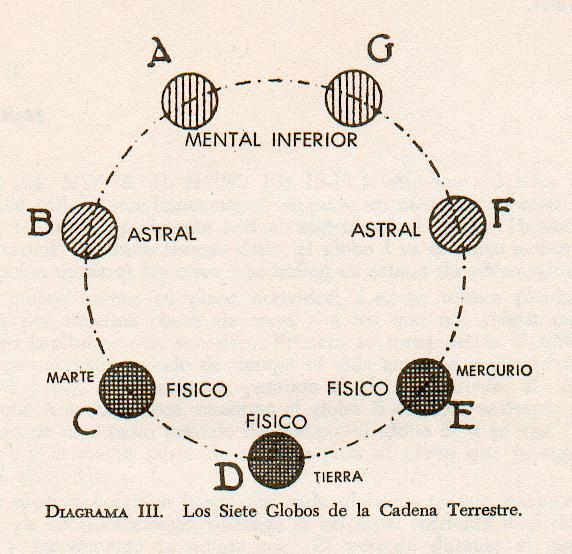 A G
MENTAL INFERIOR
B ASTRAL ASTRAL F
MARTE FISICO FISICO MERCURIO
C FISICO E
D TIERRA
DIAGRAMA III. Los Siete Globos de la Cadena Terrestre.